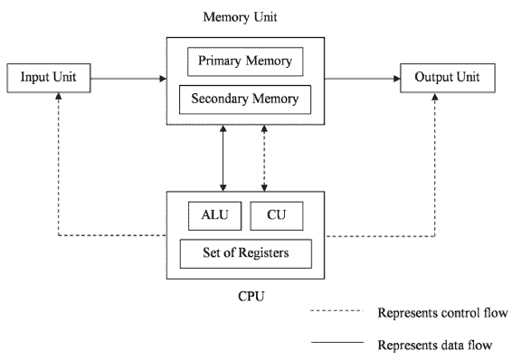 Memory Unit
Primary Memory
Input Unit
Output Unit
Secondary Memory
ALU
CU
Set of Registers
CPU
Represents control flow
Represents data flow